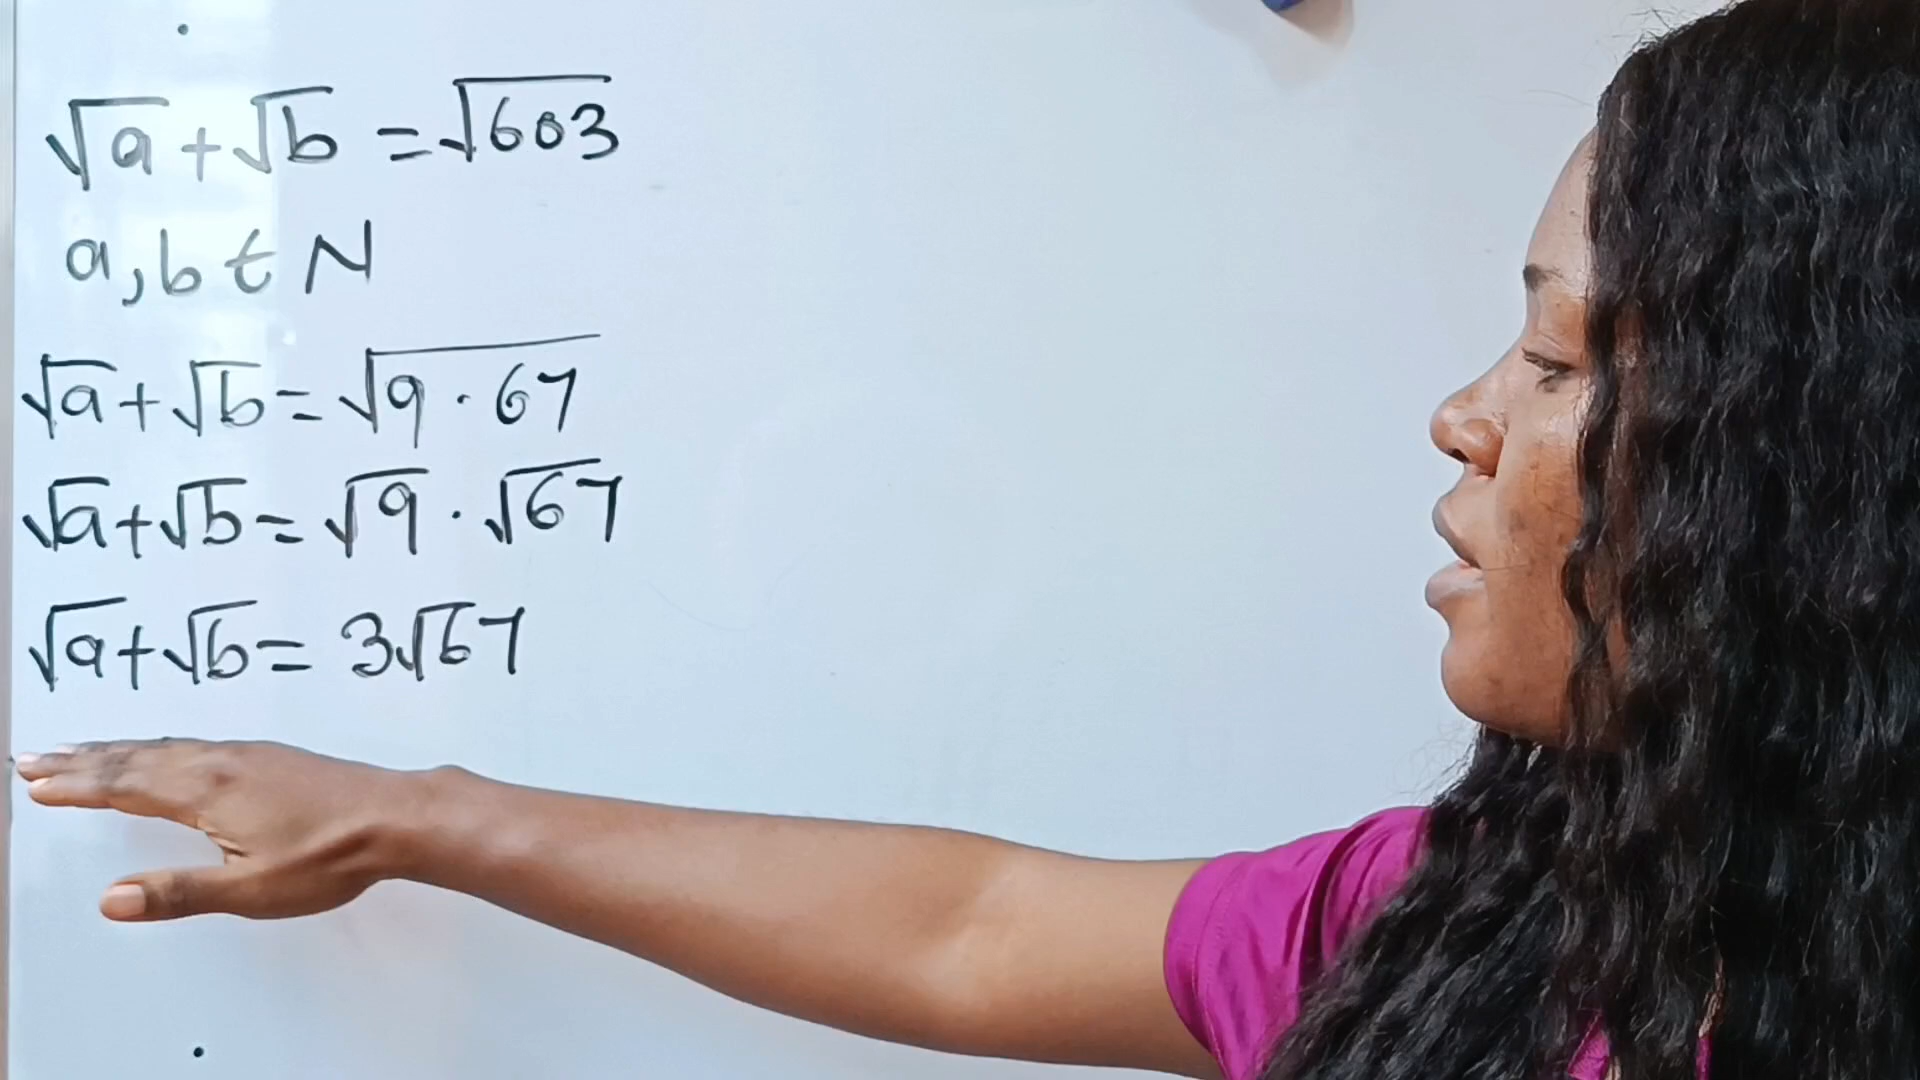 √a + √b = √603
a, b ∈ N
√a + √b = √9 · 67
√a + √b = √9 · √67
√a + √b = 3√67